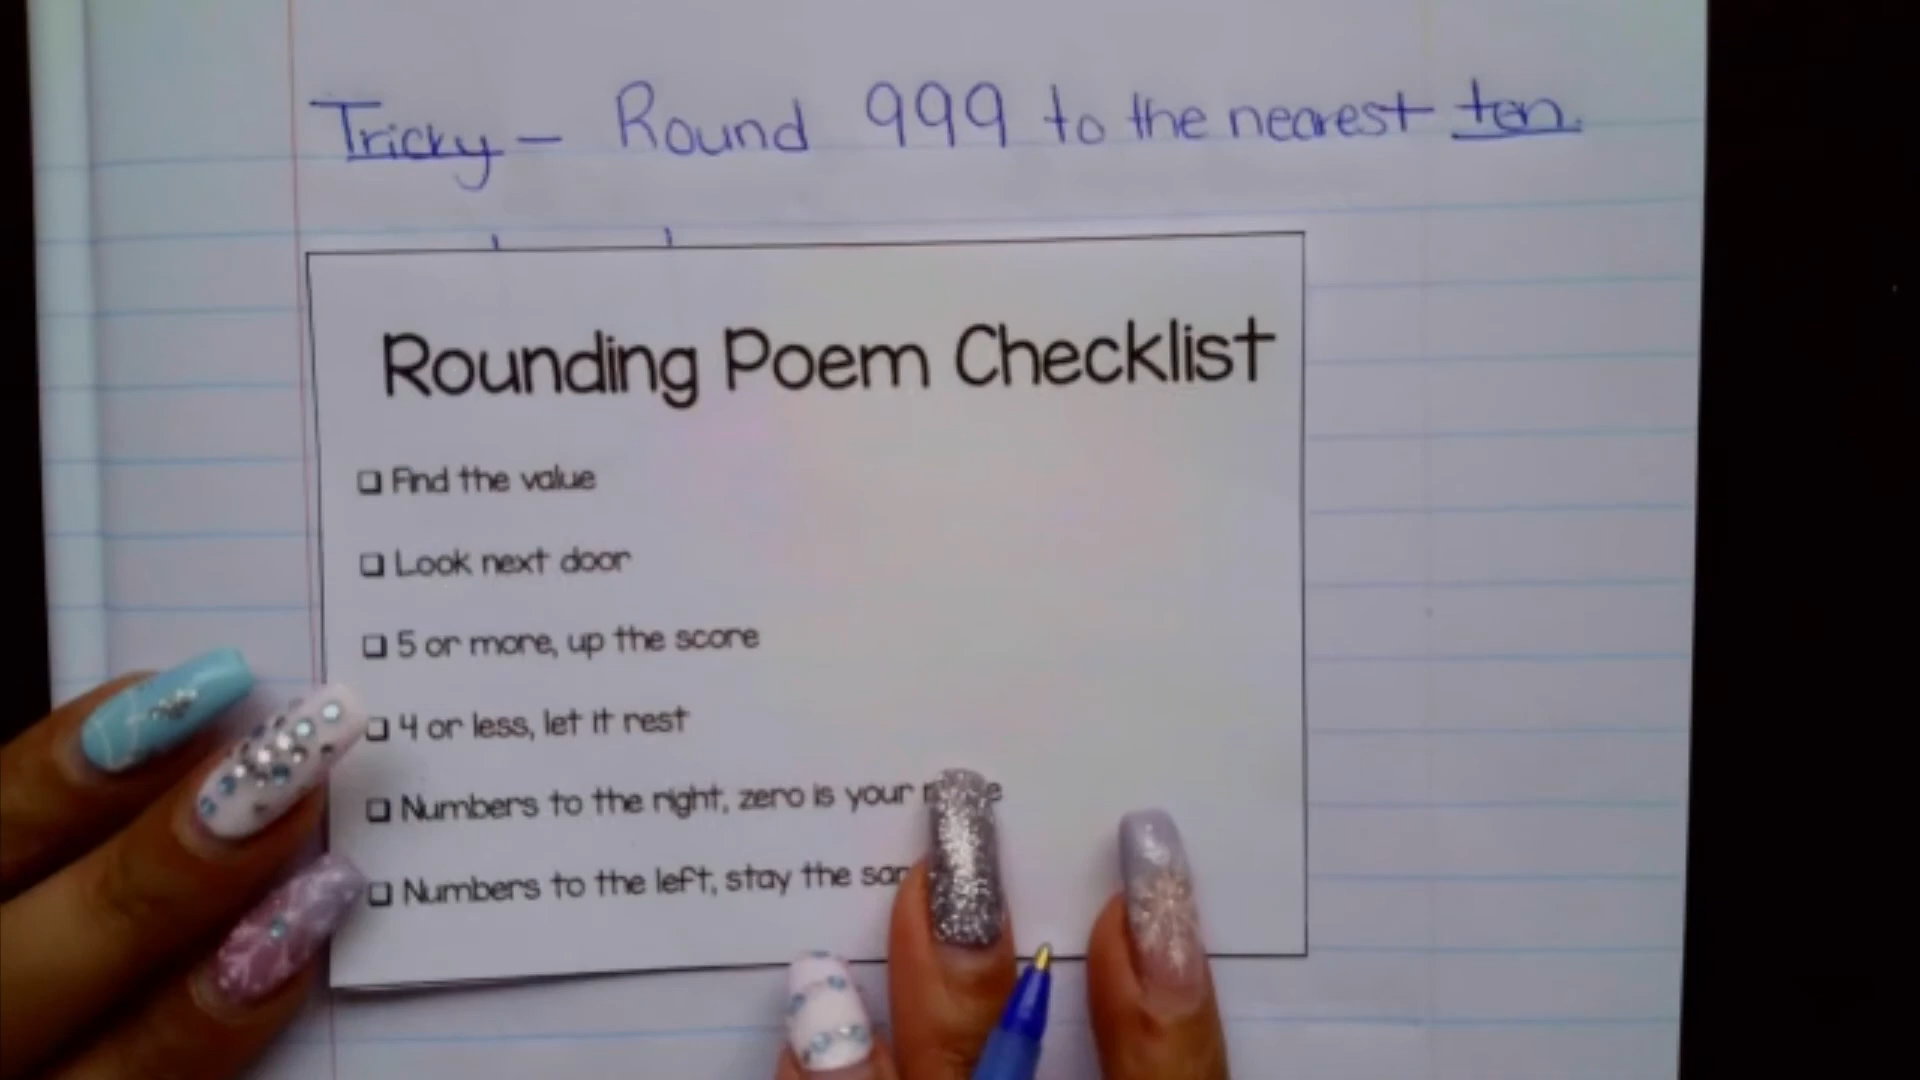 Tricky - Round 999 to the nearest ten.
Rounding Poem Checklist
❑ Find the value
❑ Look next door
❑ 5 or more, up the score
❑ 4 or less, let it rest
❑ Numbers to the right, zero is your
❑ Numbers to the left, stay the